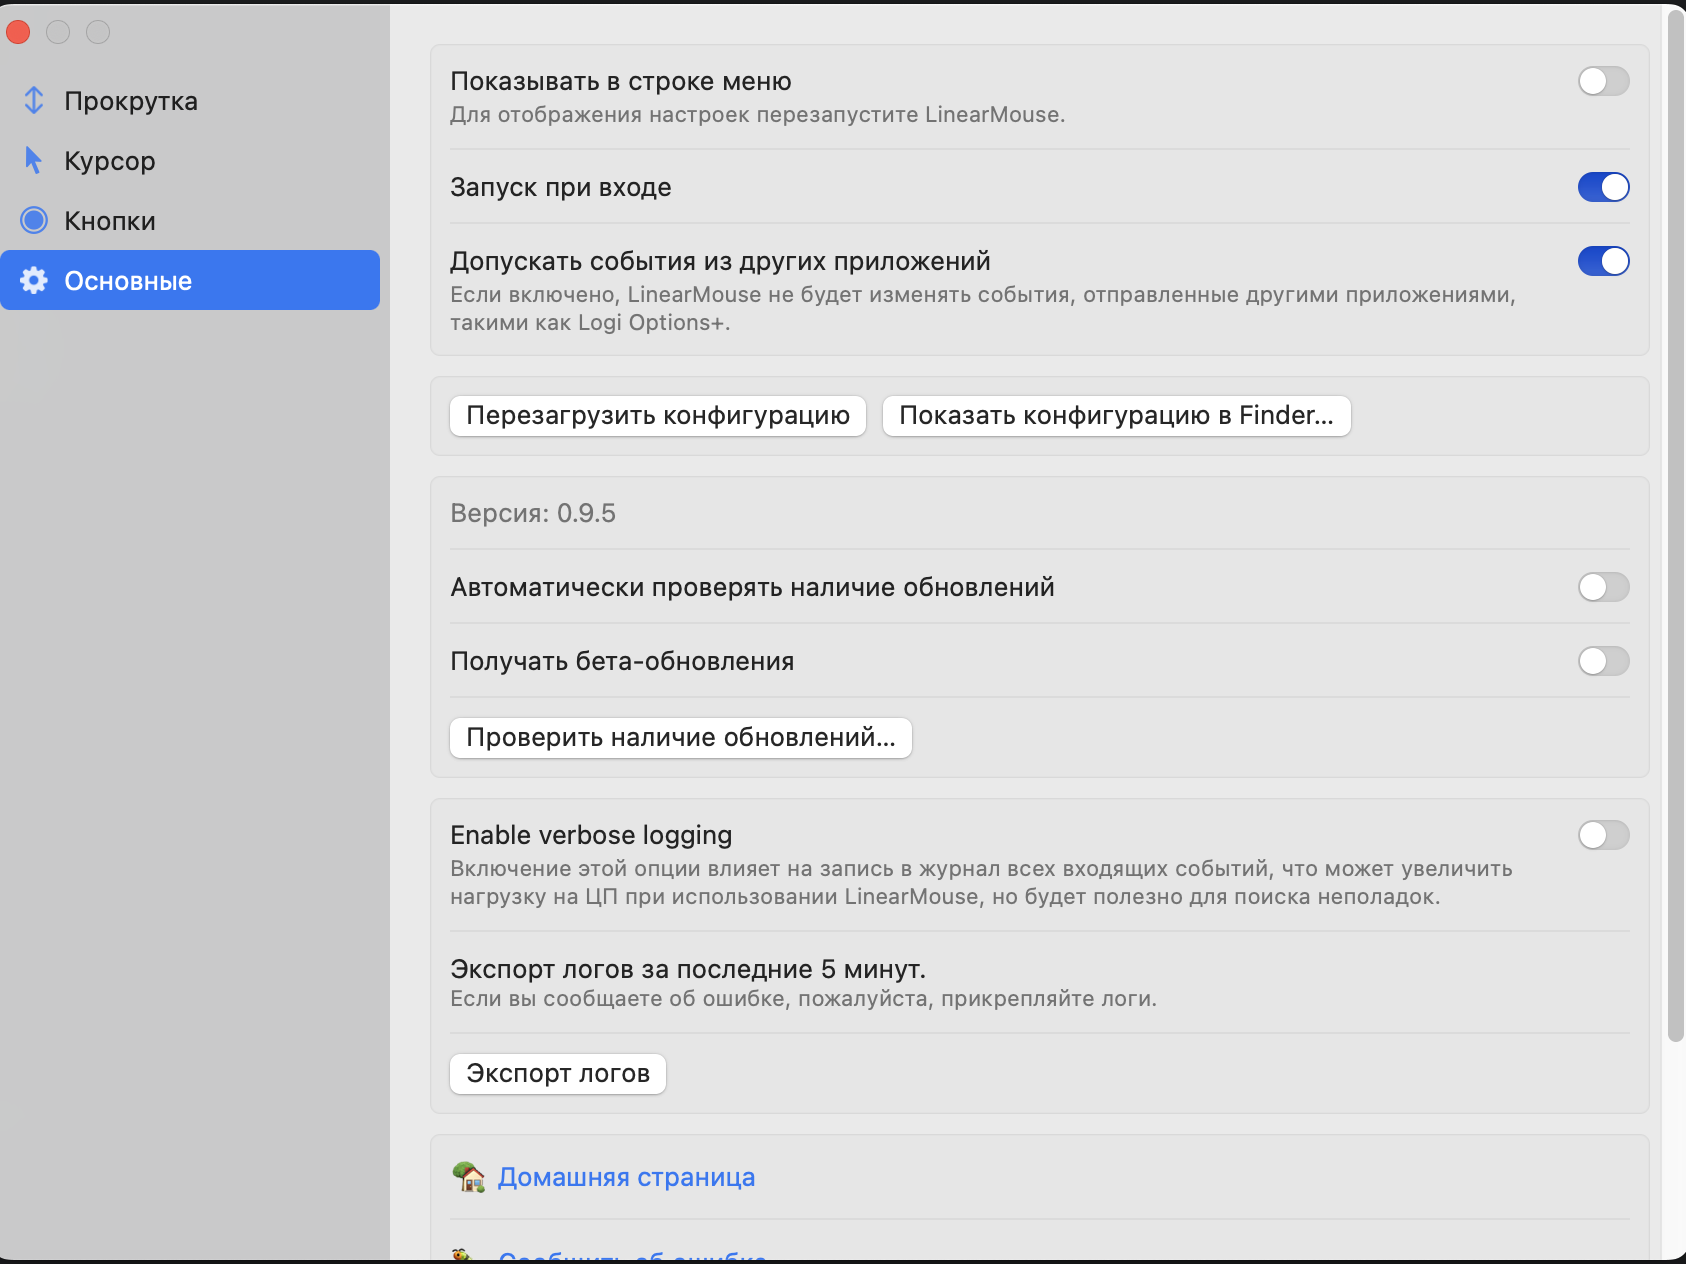 Прокрутка
Курсор
Кнопки
Основные
Показывать в строке меню
Для отображения настроек перезапустите LinearMouse.
Запуск при входе
Допускать события из других приложений
Если включено, LinearMouse не будет изменять события, отправленные другими приложениями,
такими как Logi Options+.
Перезагрузить конфигурацию
Показать конфигурацию в Finder...
Версия: 0.9.5
Автоматически проверять наличие обновлений
Получать бета-обновления
Проверить наличие обновлений...
Enable verbose logging
Включение этой опции влияет на запись в журнал всех входящих событий, что может увеличить
нагрузку на ЦП при использовании LinearMouse, но будет полезно для поиска неполадок.
Экспорт логов за последние 5 минут.
Если вы сообщаете об ошибке, пожалуйста, прикрепляйте логи.
Экспорт логов
Домашняя страница
Сообщить об ошибке